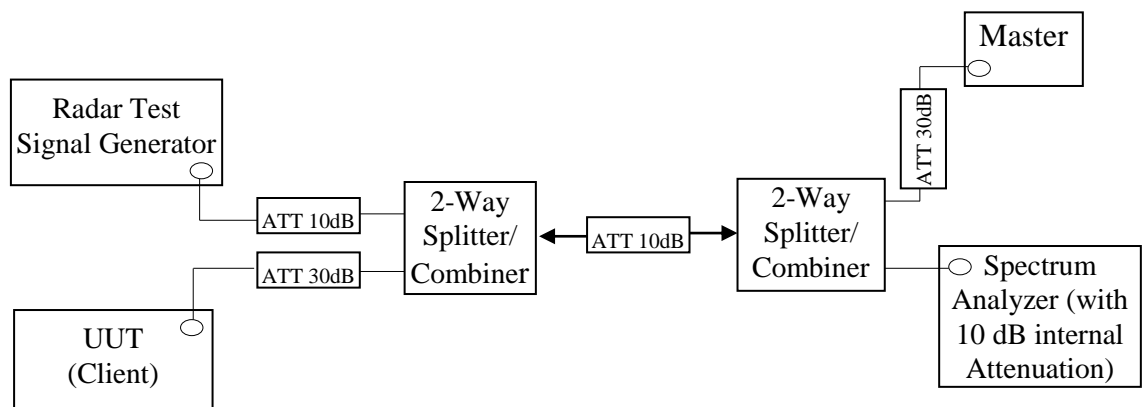 Master
Radar Test
Signal Generator
ATT 30dB
2-Way
Splitter/
Combiner
2-Way
Splitter/
Combiner
ATT 10dB
ATT 10dB
ATT 30dB
UUT
(Client)
Spectrum
Analyzer (with
10 dB internal
Attenuation)